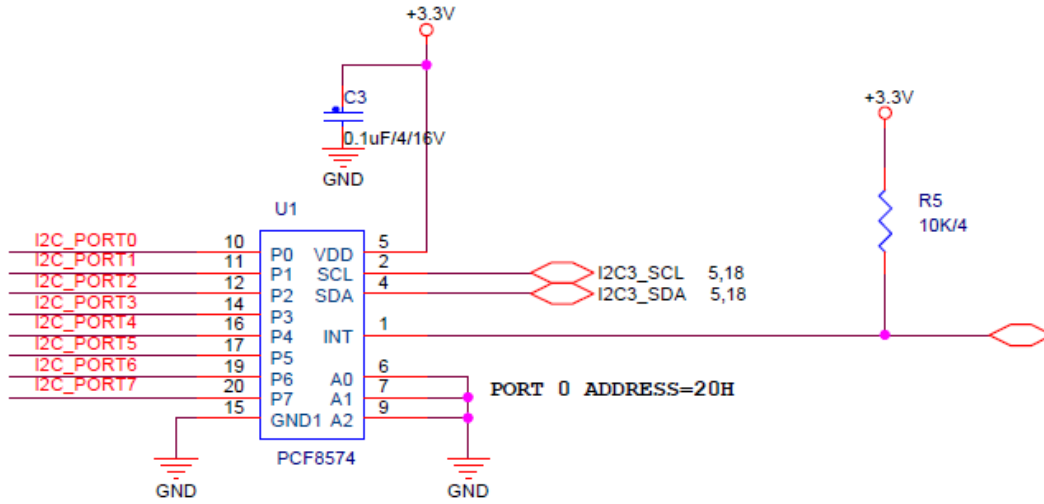 +3.3V
C3
0.1uF/4/16V
GND
+3.3V
R5
10K/4
U1
I2C_PORT0 10 P0 VDD 5
I2C_PORT1 11 P1 SCL 2 I2C3_SCL 5,18
I2C_PORT2 12 P2 SDA 4 I2C3_SDA 5,18
I2C_PORT3 14 P3
I2C_PORT4 16 P4 INT 1
I2C_PORT5 17 P5
I2C_PORT6 19 P6 A0 6
I2C_PORT7 20 P7 A1 7 PORT 0 ADDRESS=20H
15 GND1 A2 9
PCF8574
GND
GND